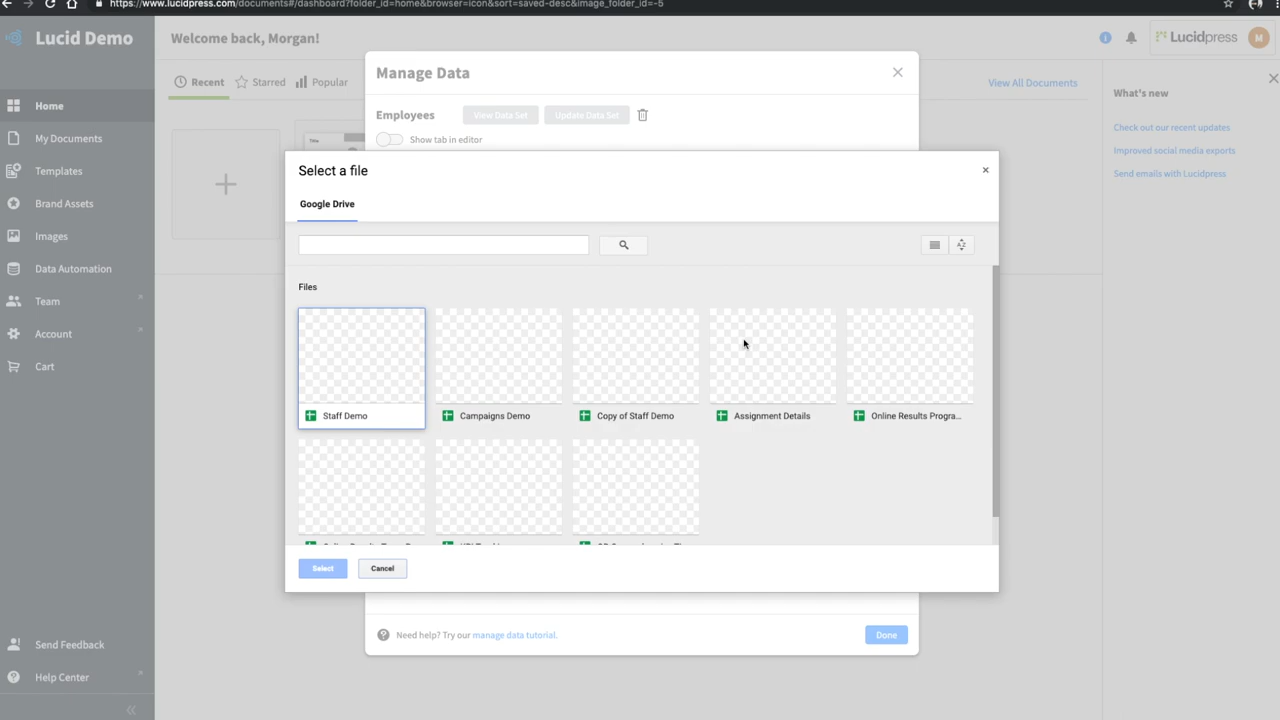 https://www.lucidpress.com/documents#/dashboard?folder_id=home&browser=icon&sort=saved-desc&image_folder_id=-5
Lucid Demo
Welcome back, Morgan!
Lucidpress
M
Recent
Starred
Popular
View All Documents
Home
My Documents
Templates
Brand Assets
Images
Data Automation
Team
Account
Cart
Send Feedback
Help Center
Title
Manage Data
Employees
View Data Set
Update Data Set
Show tab in editor
Select a file
Google Drive
Files
Staff Demo
Campaigns Demo
Copy of Staff Demo
Assignment Details
Online Results Progra...
Select
Cancel
Need help? Try our manage data tutorial.
Done
What's new
Check out our recent updates
Improved social media exports
Send emails with Lucidpress